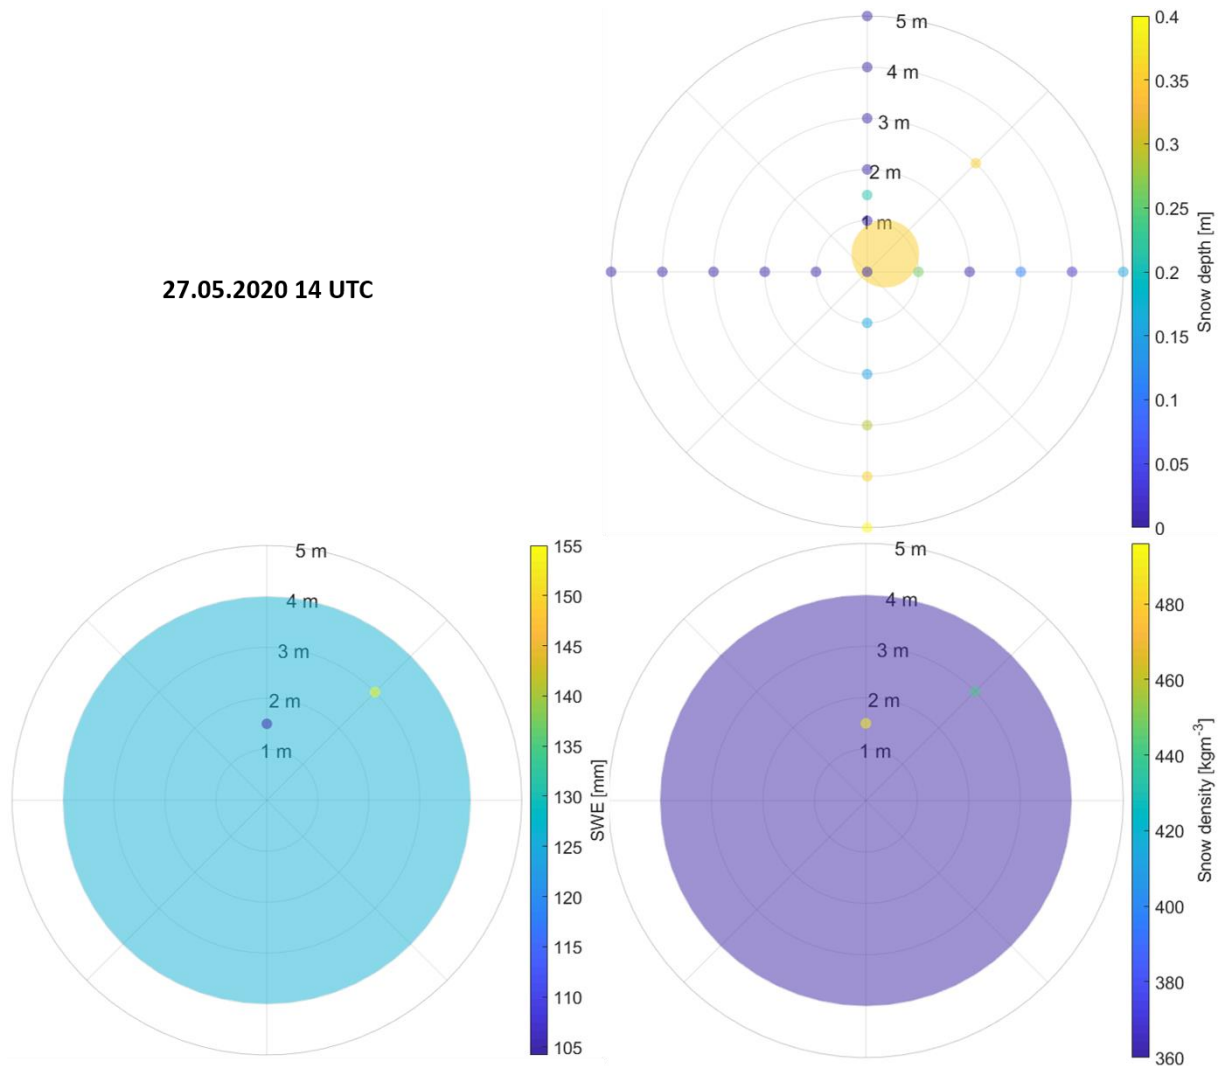 5 m
4 m
3 m
2 m
1 m
0.4
0.35
0.3
0.25
0.2
0.15
0.1
0.05
0
Snow depth [m]
27.05.2020 14 UTC
5 m
4 m
3 m
2 m
1 m
155
150
145
140
135
130
125
120
115
110
105
SWE [mm]
5 m
4 m
3 m
2 m
1 m
480
460
440
420
400
380
360
Snow density [kgm⁻³]